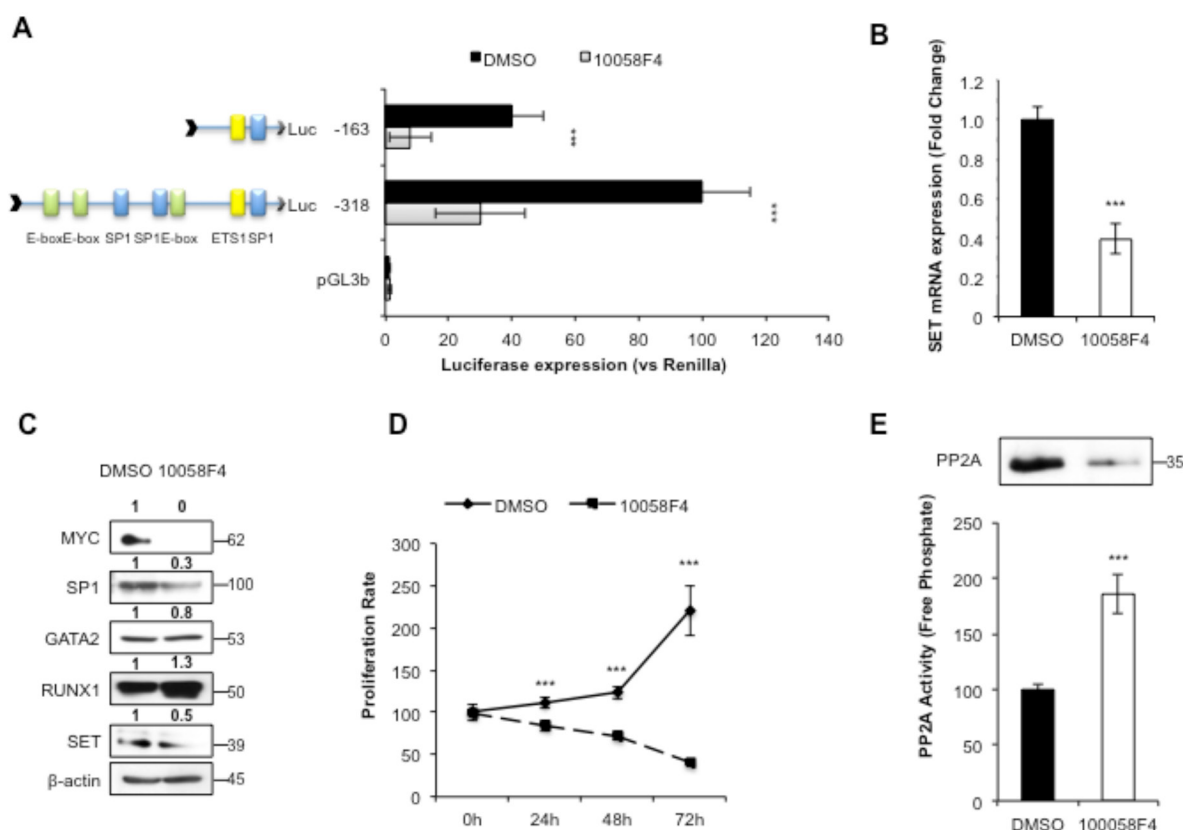 A
DMSO 10058F4
Luc -163
Luc -318
E-boxE-box SP1 SP1E-box ETS1SP1
pGL3b
***
***
0 20 40 60 80 100 120 140
Luciferase expression (vs Renilla)
B
SET mRNA expression (Fold Change)
1.2
1.0
0.8
0.6
0.4
0.2
0
***
DMSO 10058F4
C
DMSO 10058F4
1 0
MYC 62
1 0.3
SP1 100
1 0.8
GATA2 53
1 1.3
RUNX1 50
1 0.5
SET 39
β-actin 45
D
DMSO 10058F4
Proliferation Rate
300
250
200
150
100
50
0
***
***
***
0h 24h 48h 72h
E
PP2A 35
PP2A Activity (Free Phosphate)
250
200
150
100
50
0
***
DMSO 100058F4